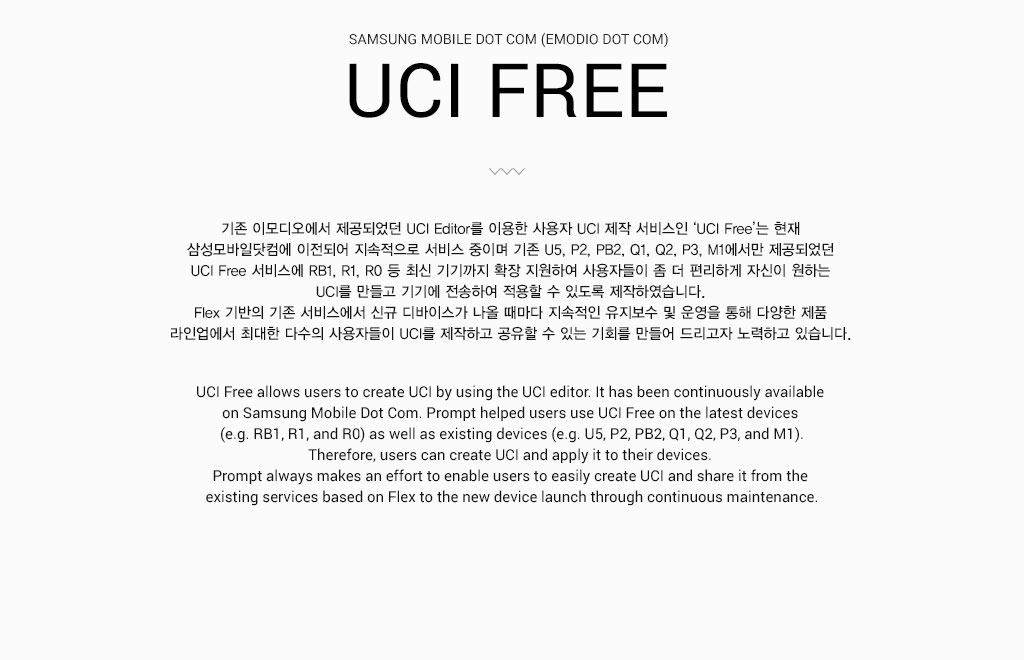 SAMSUNG MOBILE DOT COM (EMODIO DOT COM)
UCI FREE
기존 이모디오에서 제공되었던 UCI Editor를 이용한 사용자 UCI 제작 서비스인 ‘UCI Free’는 현재
삼성모바일닷컴에 이전되어 지속적으로 서비스 중이며 기존 U5, P2, PB2, Q1, Q2, P3, M1에서만 제공되었던
UCI Free 서비스에 RB1, R1, R0 등 최신 기기까지 확장 지원하여 사용자들이 좀 더 편리하게 자신이 원하는
UCI를 만들고 기기에 전송하여 적용할 수 있도록 제작하였습니다.
Flex 기반의 기존 서비스에서 신규 디바이스가 나올 때마다 지속적인 유지보수 및 운영을 통해 다양한 제품
라인업에서 최대한 다수의 사용자들이 UCI를 제작하고 공유할 수 있는 기회를 만들어 드리고자 노력하고 있습니다.
UCI Free allows users to create UCI by using the UCI editor. It has been continuously available
on Samsung Mobile Dot Com. Prompt helped users use UCI Free on the latest devices
(e.g. RB1, R1, and R0) as well as existing devices (e.g. U5, P2, PB2, Q1, Q2, P3, and M1).
Therefore, users can create UCI and apply it to their devices.
Prompt always makes an effort to enable users to easily create UCI and share it from the
existing services based on Flex to the new device launch through continuous maintenance.